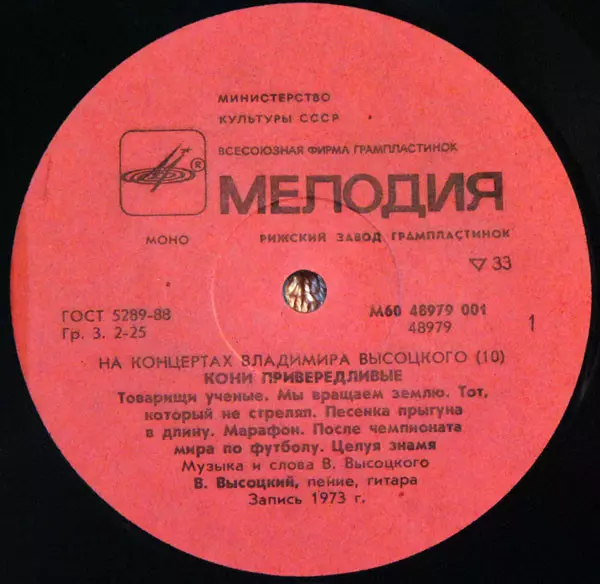 МИНИСТЕРСТВО
КУЛЬТУРЫ СССР
ВСЕСОЮЗНАЯ ФИРМА ГРАМПЛАСТИНОК
®
МЕЛОДИЯ
МОНО
РИЖСКИЙ ЗАВОД ГРАМПЛАСТИНОК
▽ 33
ГОСТ 5289-88
Гр. 3. 2-25
М60 48979 001
48979
1
НА КОНЦЕРТАХ ВЛАДИМИРА ВЫСОЦКОГО (10)
КОНИ ПРИВЕРЕДЛИВЫЕ
Товарищи ученые. Мы вращаем землю. Тот,
который не стрелял. Песенка прыгуна
в длину. Марафон. После чемпионата
мира по футболу. Целуя знамя
Музыка и слова В. Высоцкого
В. Высоцкий, пение, гитара
Запись 1973 г.